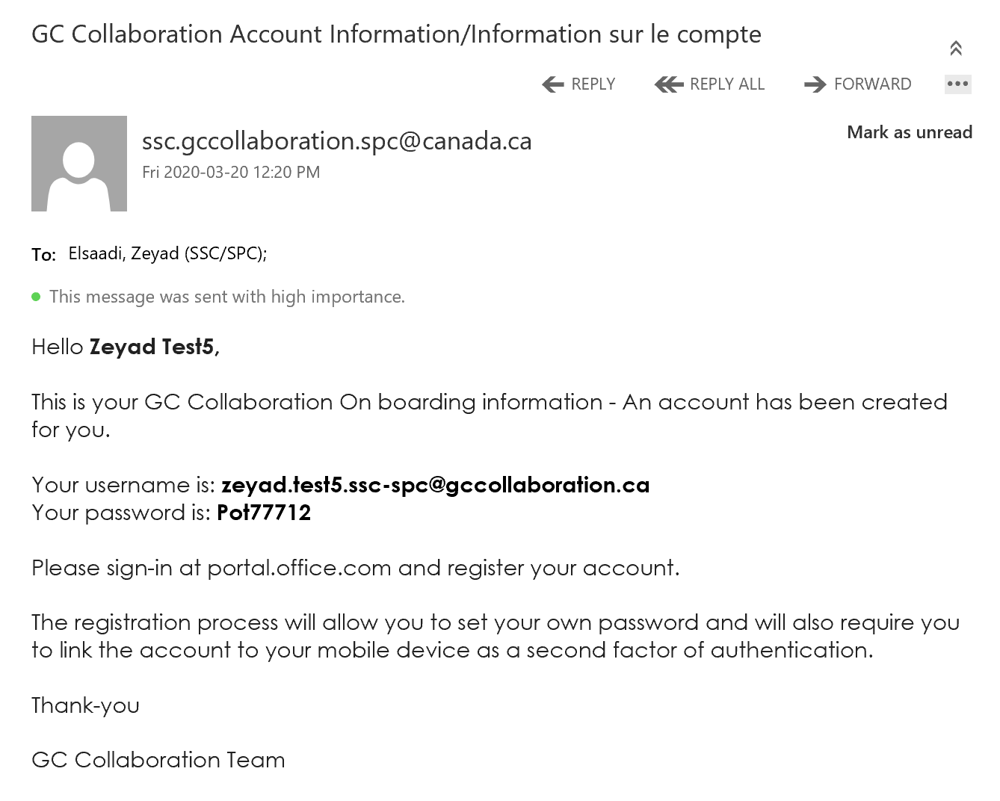 GC Collaboration Account Information/Information sur le compte
REPLY REPLY ALL FORWARD
ssc.gccollaboration.spc@canada.ca
Mark as unread
Fri 2020-03-20 12:20 PM
To: Elsaadi, Zeyad (SSC/SPC);
This message was sent with high importance.
Hello Zeyad Test5,
This is your GC Collaboration On boarding information - An account has been created
for you.
Your username is: zeyad.test5.ssc-spc@gccollaboration.ca
Your password is: Pot77712
Please sign-in at portal.office.com and register your account.
The registration process will allow you to set your own password and will also require you
to link the account to your mobile device as a second factor of authentication.
Thank-you
GC Collaboration Team